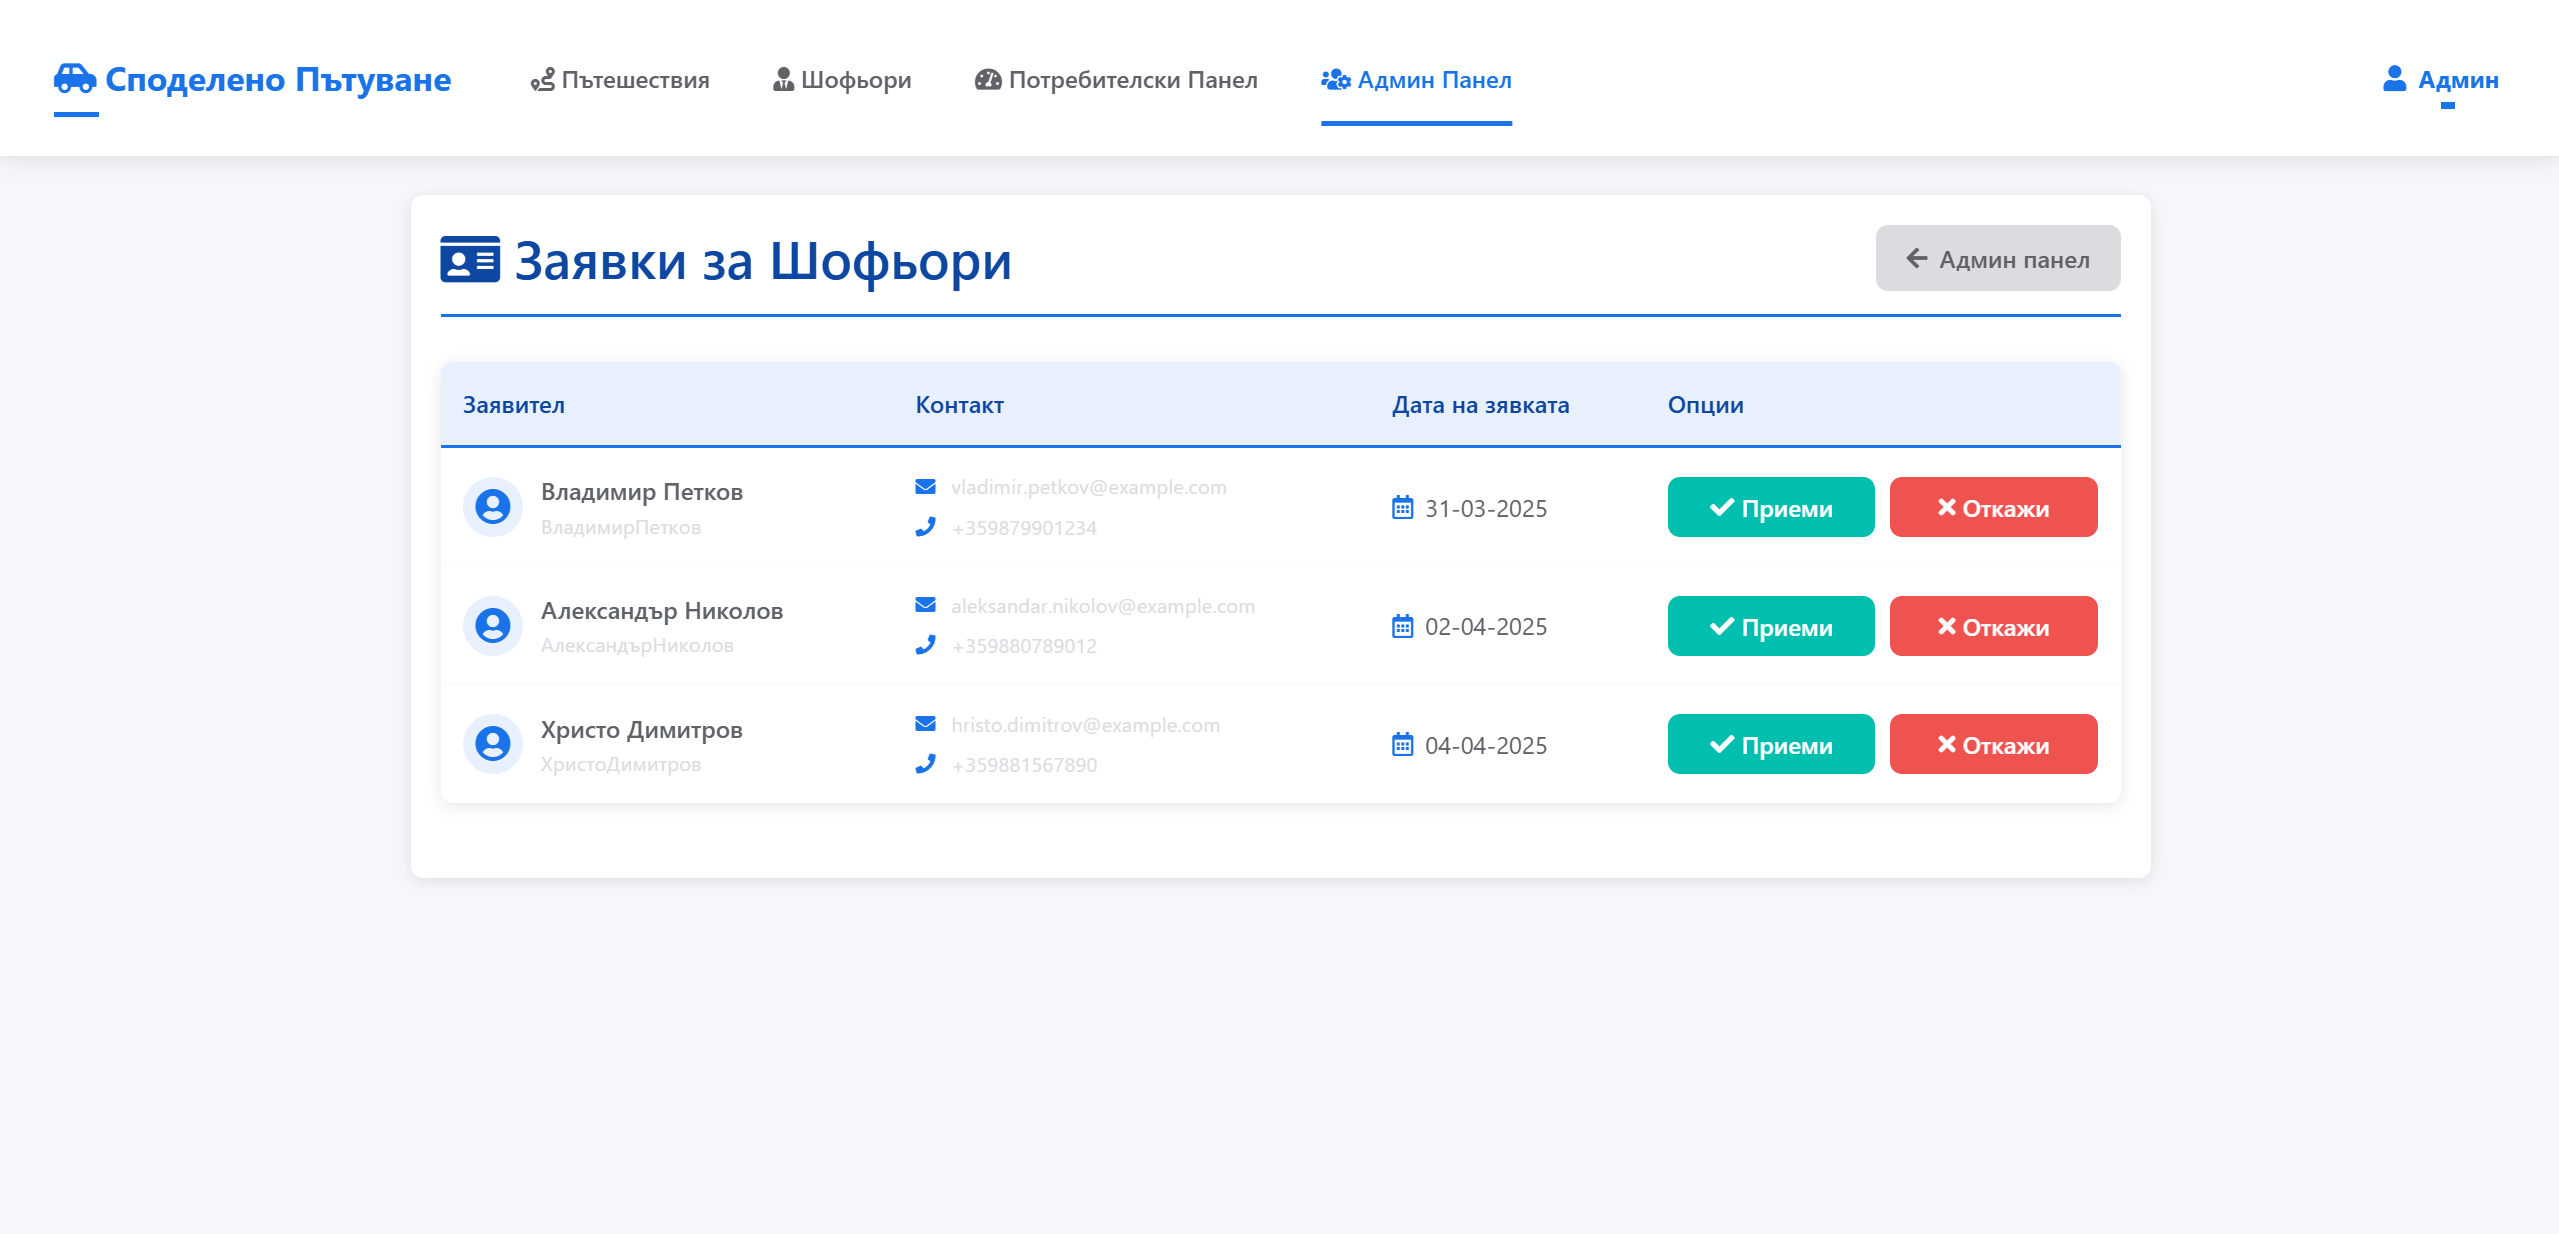 Споделено Пътуване Пътешествия Шофьори Потребителски Панел Админ Панел Админ
Заявки за Шофьори Админ панел
Заявител Контакт Дата на зявката Опции
Владимир Петков vladimir.petkov@example.com 31-03-2025 Приеми Откажи
ВладимирПетков +359879901234
Александър Николов aleksandar.nikolov@example.com 02-04-2025 Приеми Откажи
АлександърНиколов +359880789012
Христо Димитров hristo.dimitrov@example.com 04-04-2025 Приеми Откажи
ХристоДимитров +359881567890